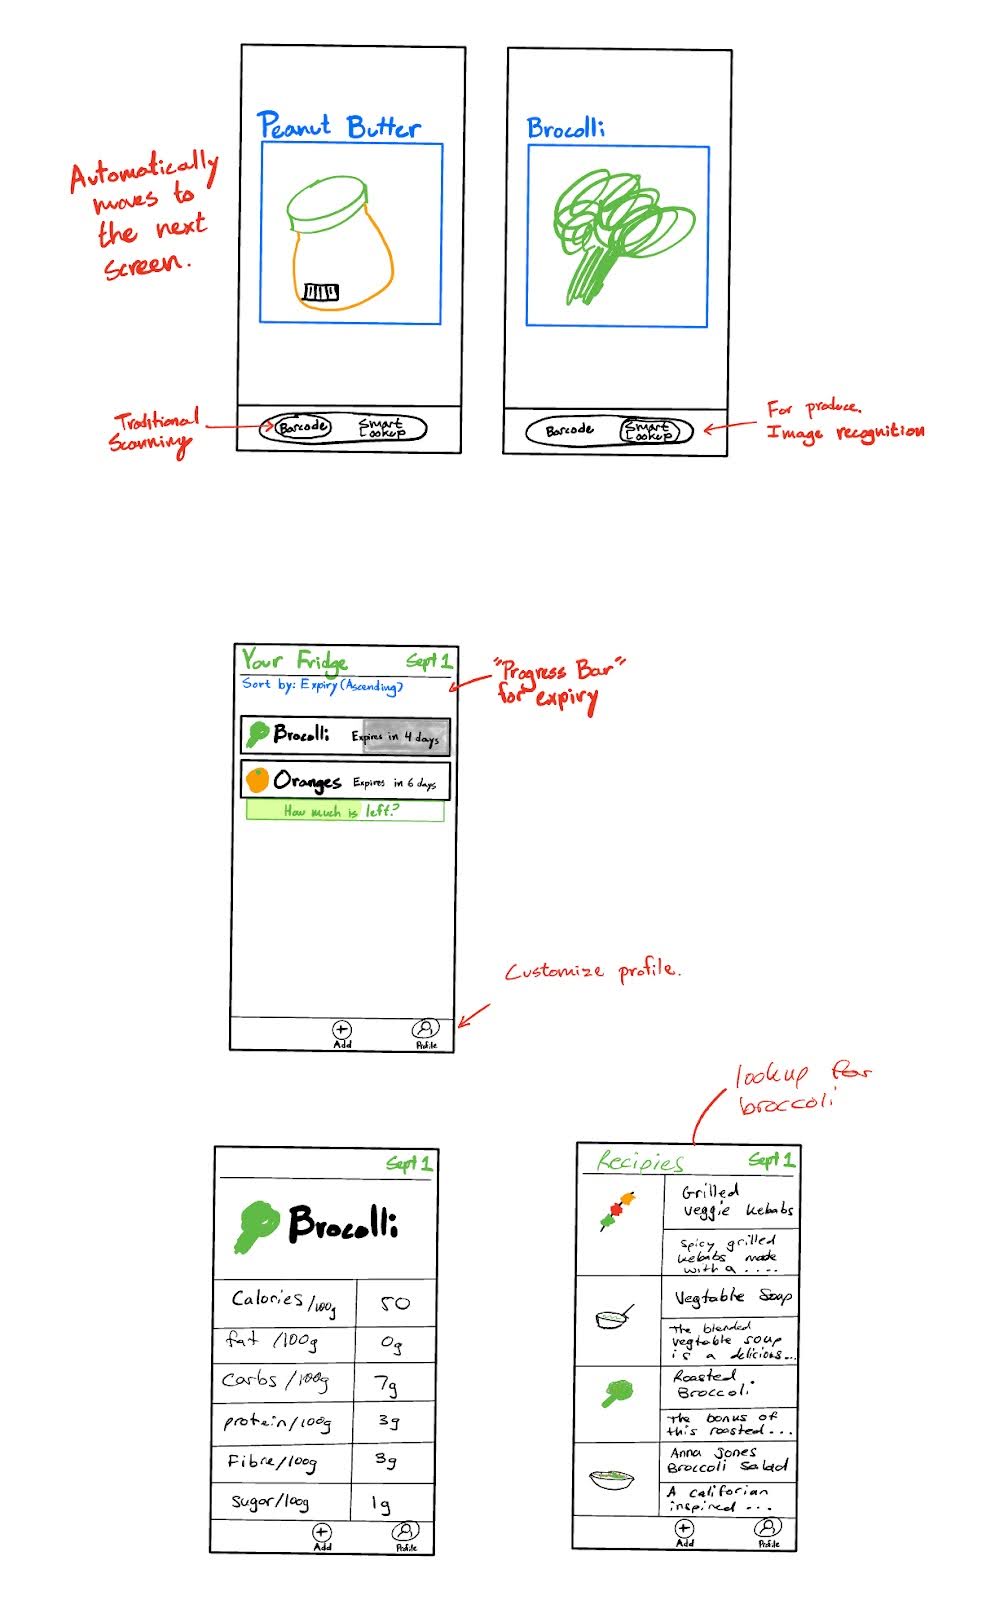 Peanut Butter
Brocolli
Automatically
moves to
the next
screen.
Traditional
Scanning
Barcode
Smart
Lookup
Barcode
Smart
Lookup
For produce.
Image recognition
Your Fridge
Sept 1
Sort by: Expiry (Ascending)
"Progress Bar"
for expiry
Brocolli
Expires in 4 days
Oranges
Expires in 6 days
How much is left?
Customize profile.
Add
Profile
lookup for
broccoli
Sept 1
Brocolli
Calories/100g
50
fat /100g
0g
Carbs /100g
7g
protein/100g
3g
Fibre/100g
3g
Sugar/100g
1g
Add
Profile
Recipies
Sept 1
Grilled
veggie kebabs
Spicy grilled
kebabs made
with a ....
Vegtable Soup
The blended
vegtable soup
is a delicious...
Roasted
Broccoli
The bonus of
this roasted...
Anna Jones
Broccoli Salad
A califorian
inspired ...
Add
Profile